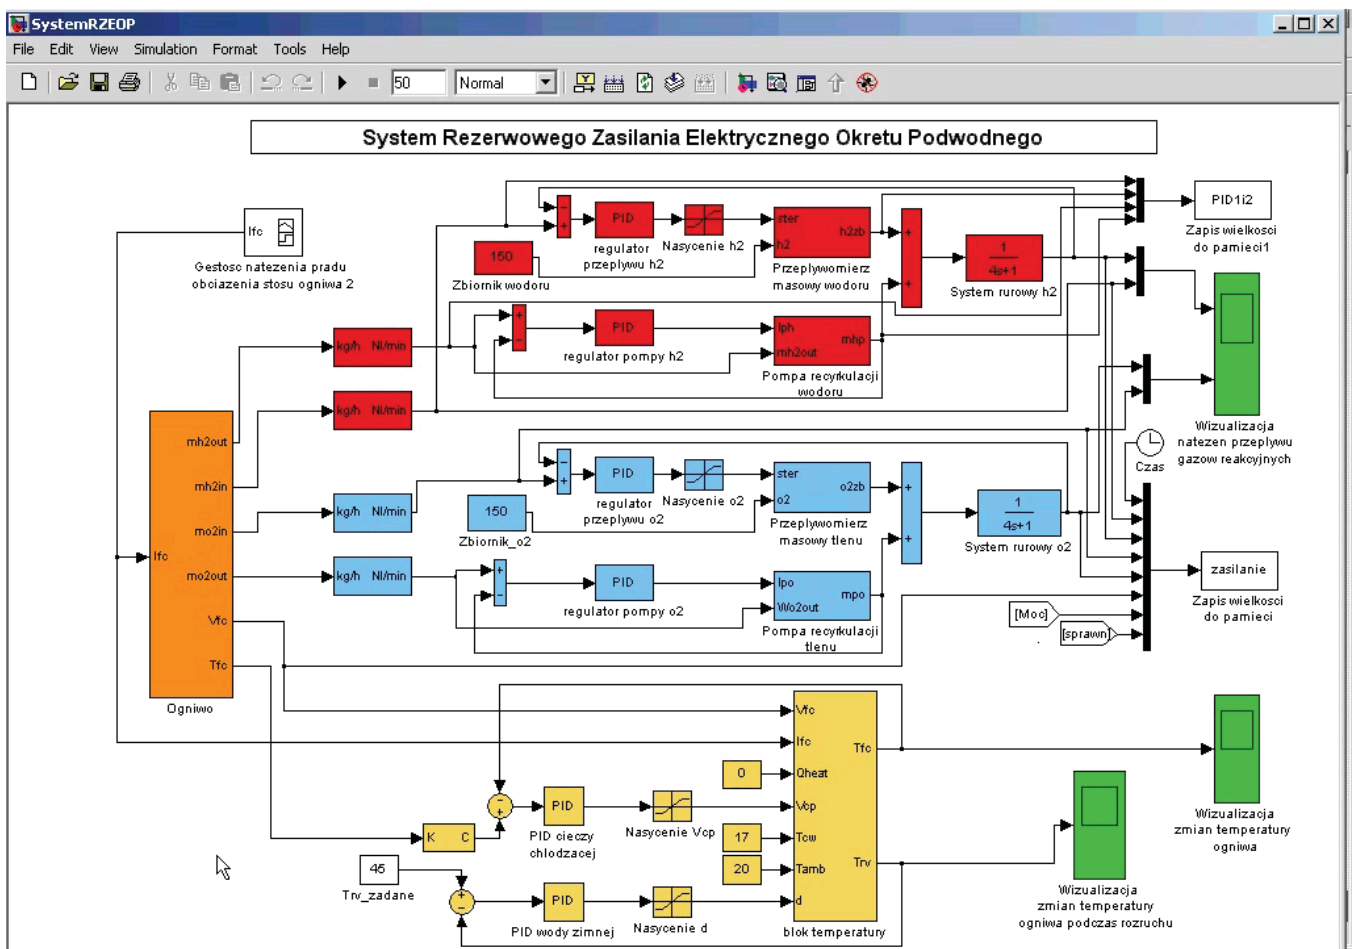 SystemRZEOP
File Edit View Simulation Format Tools Help
50 Normal
System Rezerwowego Zasilania Elektrycznego Okretu Podwodnego
Ifc
Gestosc natezenia pradu
obciazenia stosu ogniwa 2
150
Zbiornik wodoru
PID
regulator
przeplywu h2
Nasycenie h2
ster
h2
h2zb
Przeplywomierz
masowy wodoru
1
4s+1
System rurowy h2
PID1i2
Zapis wielkosci
do pamieci1
kg/h Nl/min
PID
regulator pompy h2
Iph
mh2out
mhp
Pompa recyrkulacji
wodoru
kg/h Nl/min
Wizualizacja
natezen przeplywu
gazow reakcyjnych
Czas
mh2out
mh2in
mo2in
mo2out
Vfc
Tfc
Ifc
Ogniwo
kg/h Nl/min
150
Zbiornik_o2
PID
regulator
przeplywu o2
Nasycenie o2
ster
o2
o2zb
Przeplywomierz
masowy tlenu
1
4s+1
System rurowy o2
kg/h Nl/min
PID
regulator pompy o2
Ipo
Wo2out
mpo
Pompa recyrkulacji
tlenu
[Moc]
[sprawn]
zasilanie
Zapis wielkosci
do pamieci
K C
45
Trv_zadane
PID
PID cieczy
chlodzacej
Nasycenie Vcp
PID
PID wody zimnej
Nasycenie d
0
17
20
Vfc
Ifc
Qheat
Vcp
Tcw
Tamb
d
Tfc
Trv
blok temperatury
Wizualizacja
zmian temperatury
ogniwa
Wizualizacja
zmian temperatury
ogniwa podczas rozruchu